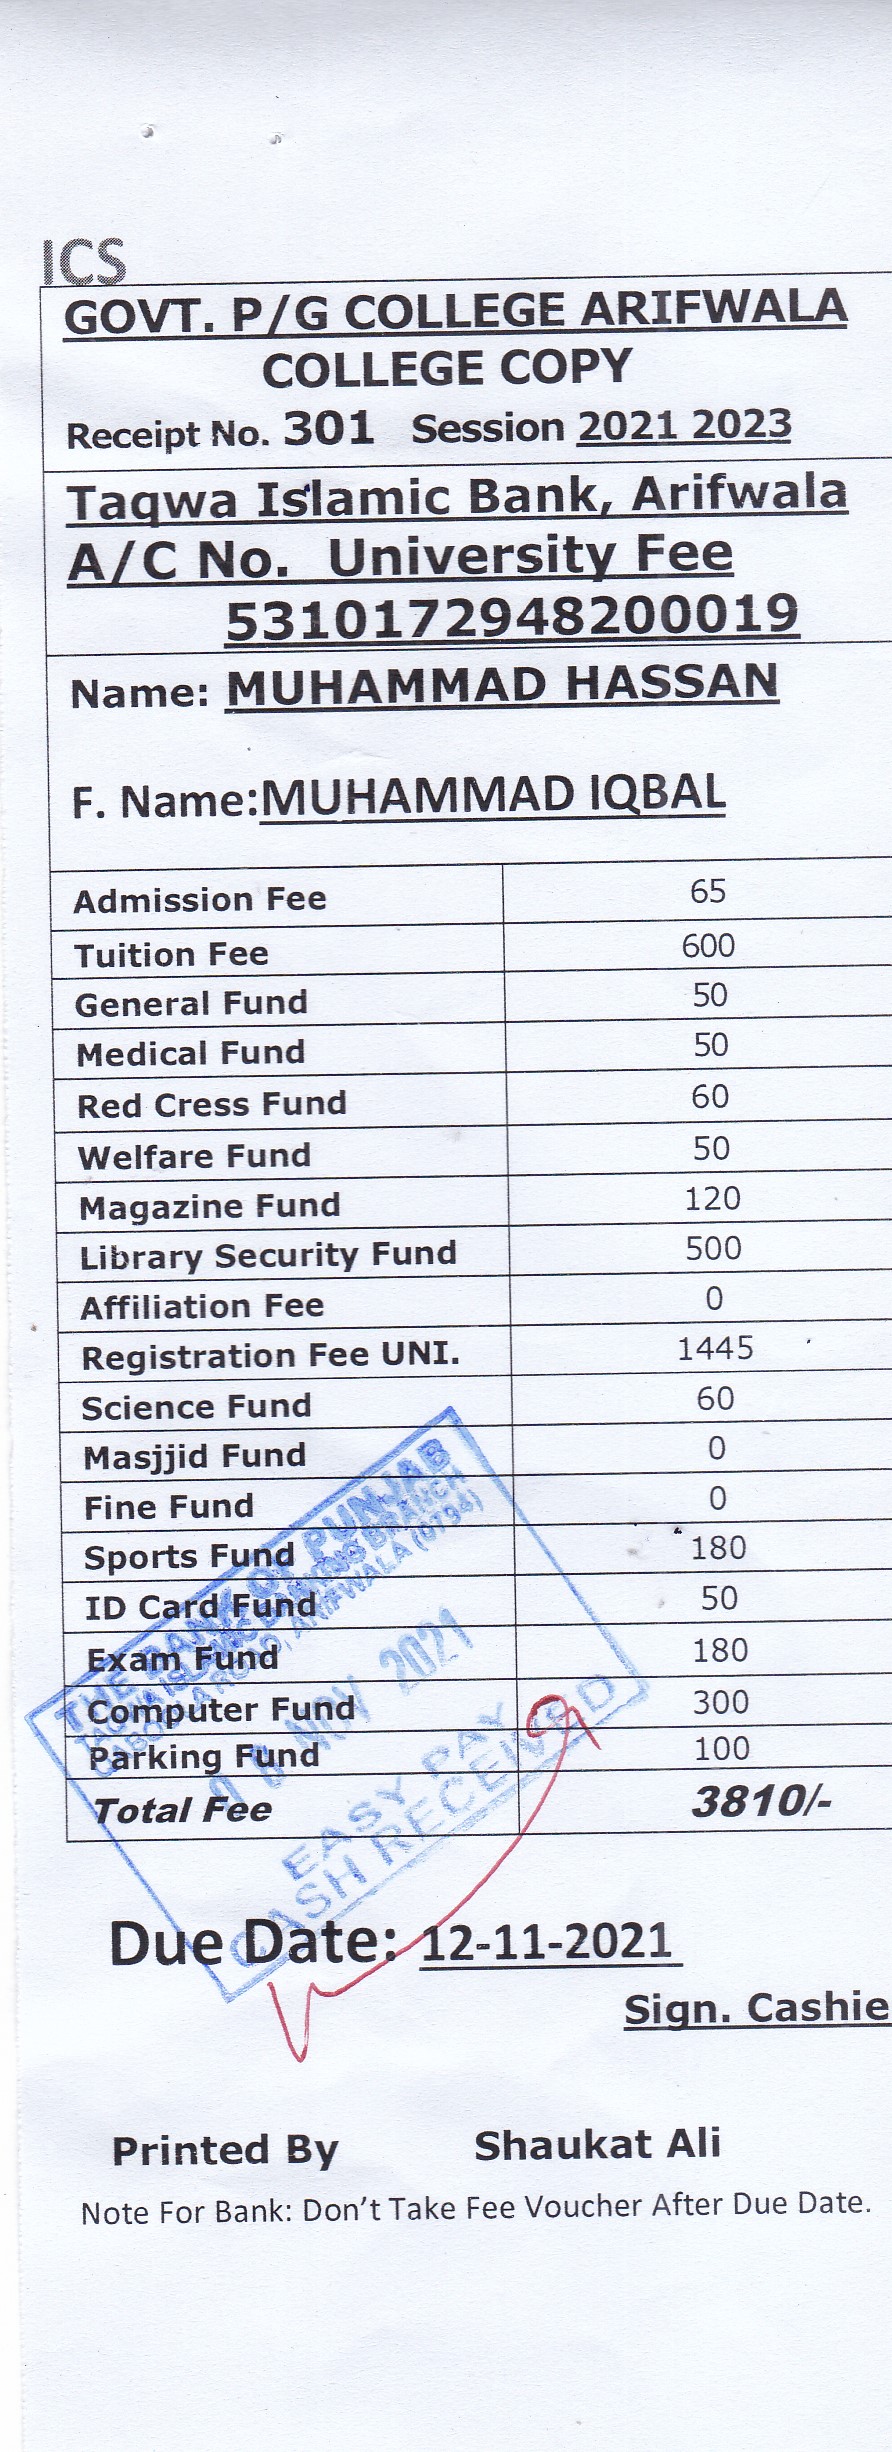 ICS
GOVT. P/G COLLEGE ARIFWALA
COLLEGE COPY
Receipt No. 301 Session 2021 2023
Taqwa Islamic Bank, Arifwala
A/C No. University Fee
5310172948200019
Name: MUHAMMAD HASSAN
F. Name:MUHAMMAD IQBAL
Admission Fee 65
Tuition Fee 600
General Fund 50
Medical Fund 50
Red Cress Fund 60
Welfare Fund 50
Magazine Fund 120
Library Security Fund 500
Affiliation Fee 0
Registration Fee UNI. 1445
Science Fund 60
Masjjid Fund 0
Fine Fund 0
Sports Fund 180
ID Card Fund 50
Exam Fund 180
Computer Fund 300
Parking Fund 100
Total Fee 3810/-
THE BANK OF PUNJAB
TAQWA ISLAMIC BANKING BRANCH
ROAD, ARIFWALA (0794)
NOV 2021
EASY PAY
CASH RECEIVED
Due Date: 12-11-2021
Sign. Cashie
Printed By Shaukat Ali
Note For Bank: Don't Take Fee Voucher After Due Date.